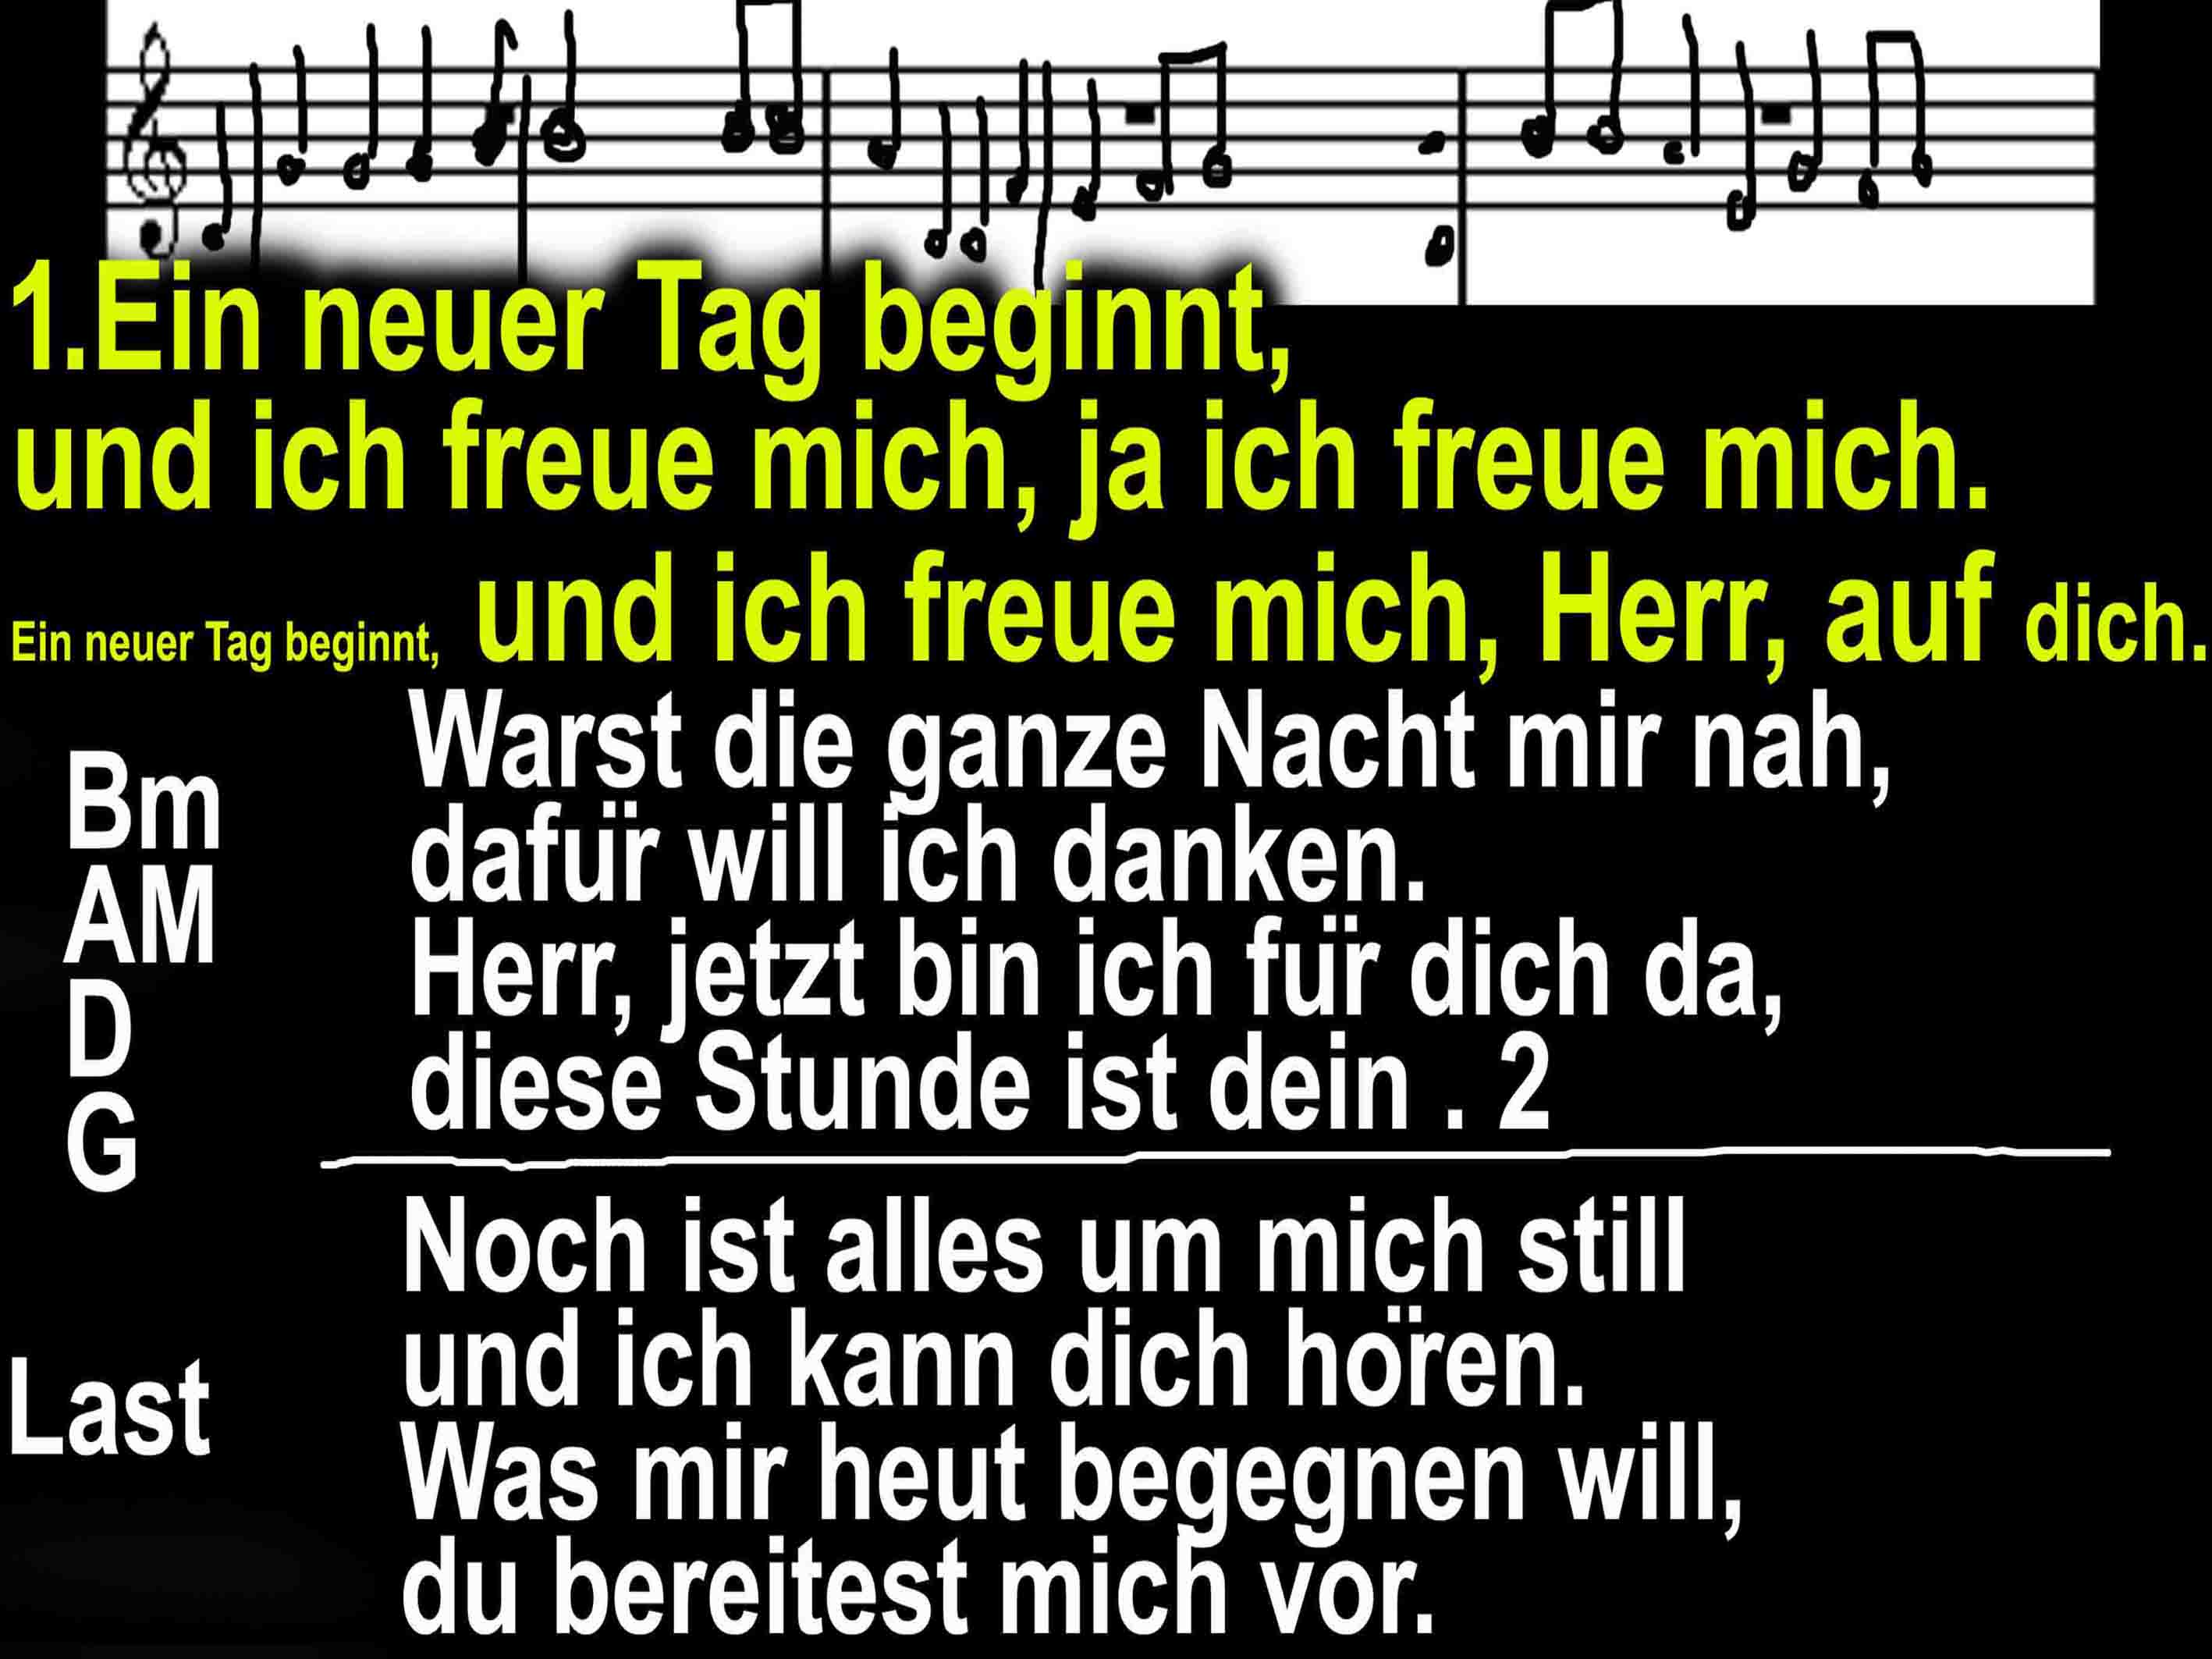 1.Ein neuer Tag beginnt,
und ich freue mich, ja ich freue mich.
Ein neuer Tag beginnt, und ich freue mich, Herr, auf dich.
Warst die ganze Nacht mir nah,
Bm
dafür will ich danken.
AM
Herr, jetzt bin ich für dich da,
D
diese Stunde ist dein . 2
G
Noch ist alles um mich still
und ich kann dich hören.
Last
Was mir heut begegnen will,
du bereitest mich vor.